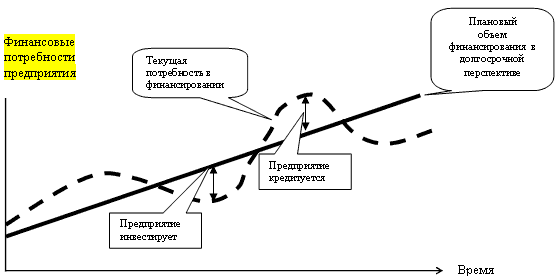 Финансовые
потребности
предприятия
Текущая
потребность в
финансировании
Плановый
объем
финансирования в
долгосрочной
перспективе
Предприятие
кредитуется
Предприятие
инвестирует
Время